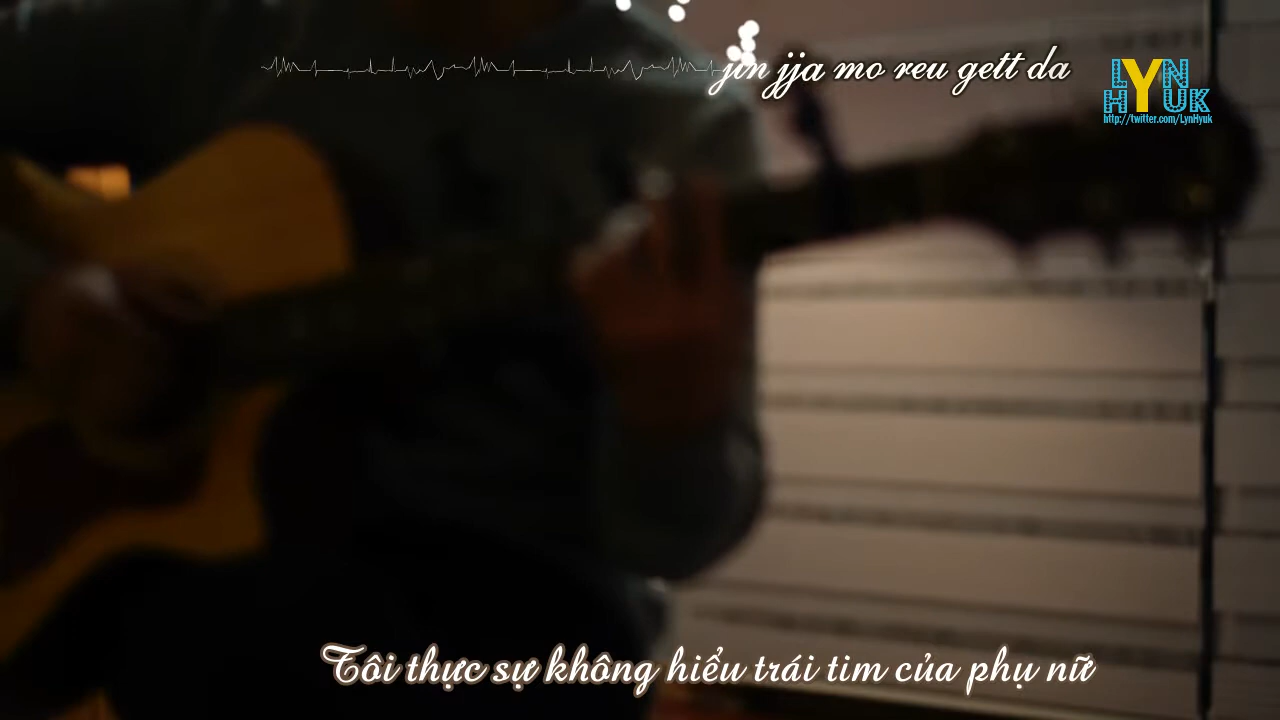 jin jja mo reu gett da
LYN
HYUK
http://twitter.com/LynHyuk
Tôi thực sự không hiểu trái tim của phụ nữ